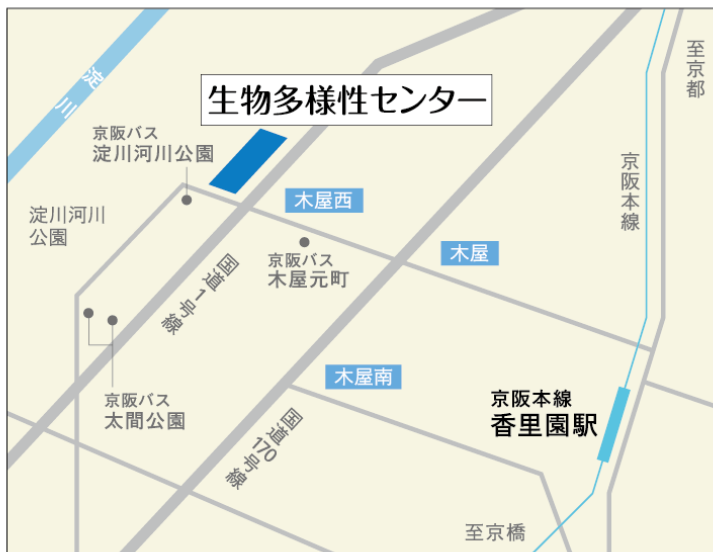 淀川
生物多様性センター
至京都
京阪バス
淀川河川公園
京阪本線
淀川河川
公園
木屋西
木屋
京阪バス
木屋元町
国道1号線
木屋南
京阪バス
太間公園
京阪本線
香里園駅
国道170号線
至京橋